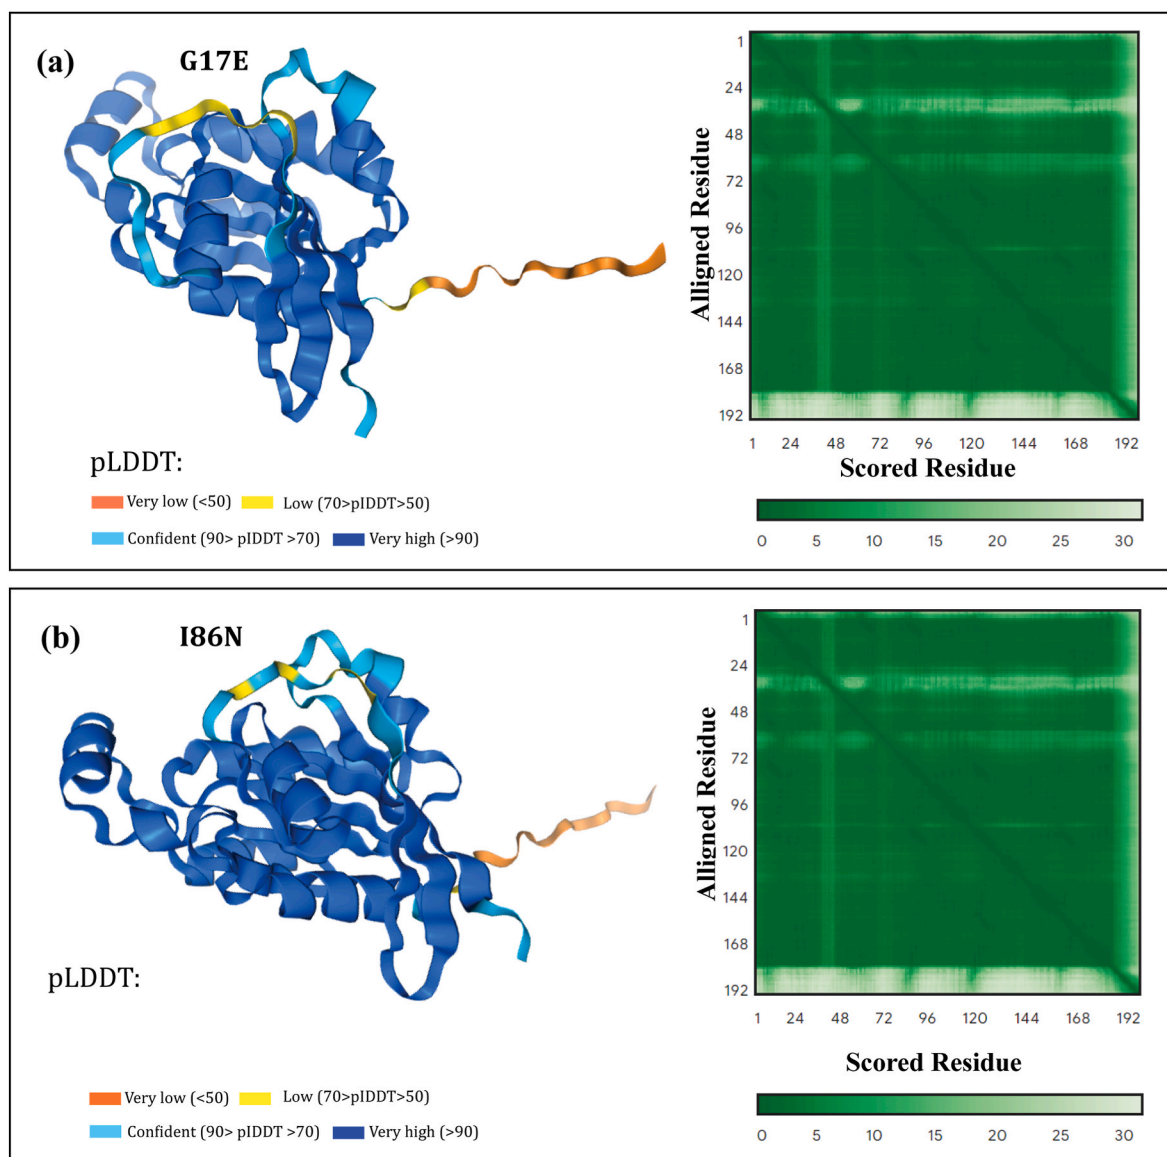 (a)
G17E
pLDDT:
Very low (<50)
Low (70>pIDDT>50)
Confident (90> pIDDT >70)
Very high (>90)
Alligned Residue
1
24
48
72
96
120
144
168
192
1 24 48 72 96 120 144 168 192
Scored Residue
0 5 10 15 20 25 30
(b)
I86N
pLDDT:
Very low (<50)
Low (70>pIDDT>50)
Confident (90> pIDDT >70)
Very high (>90)
Alligned Residue
1
24
48
72
96
120
144
168
192
1 24 48 72 96 120 144 168 192
Scored Residue
0 5 10 15 20 25 30